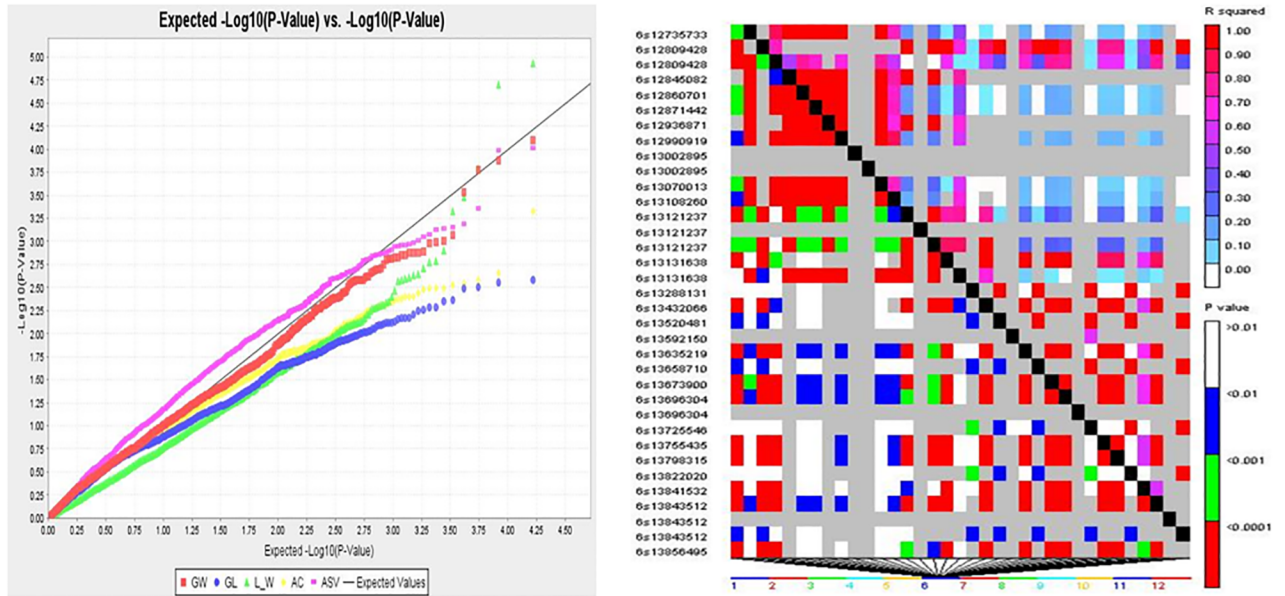 Expected -Log10(P-Value) vs. -Log10(P-Value)
5.00
4.75
4.50
4.25
4.00
3.75
3.50
3.25
3.00
2.75
2.50
2.25
2.00
1.75
1.50
1.25
1.00
0.75
0.50
0.25
0.00
-Log10(P-Value)
0.00 0.25 0.50 0.75 1.00 1.25 1.50 1.75 2.00 2.25 2.50 2.75 3.00 3.25 3.50 3.75 4.00 4.25 4.50
Expected -Log10(P-Value)
GW GL L_W AC ASV Expected Values
6s12735733
6s12809428
6s12809428
6s12845082
6s12860701
6s12871442
6s12936871
6s12990919
6s13002895
6s13002895
6s13070013
6s13108260
6s13121237
6s13121237
6s13121237
6s13131638
6s13131638
6s13288131
6s13432066
6s13520481
6s13592150
6s13635219
6s13658710
6s13673900
6s13696304
6s13696304
6s13725546
6s13755435
6s13798315
6s13822020
6s13841532
6s13843512
6s13843512
6s13843512
6s13856495
1 2 3 4 5 6 7 8 9 10 11 12
R squared
1.00
0.90
0.80
0.70
0.60
0.50
0.40
0.30
0.20
0.10
0.00
P value
>0.01
<0.01
<0.001
<0.0001